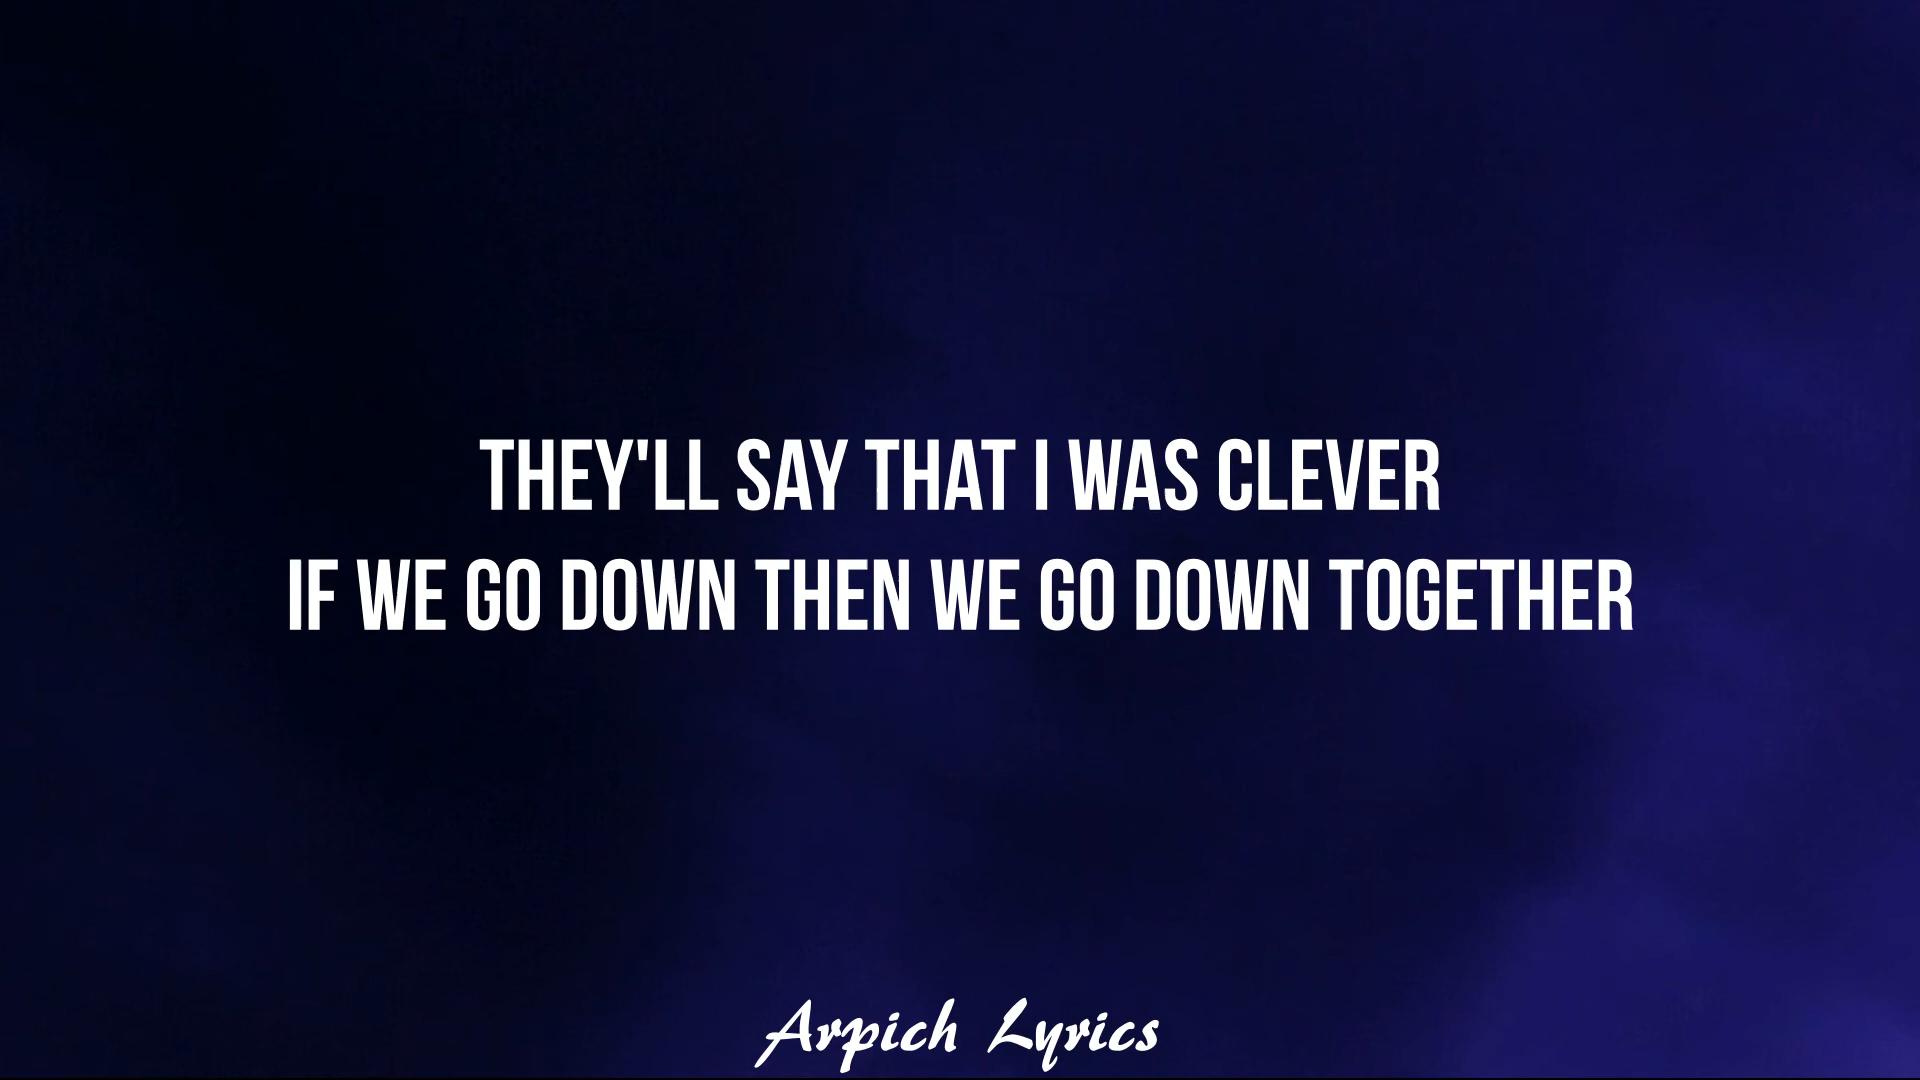 THEY'LL SAY THAT I WAS CLEVER
IF WE GO DOWN THEN WE GO DOWN TOGETHER
Arpich Lyrics